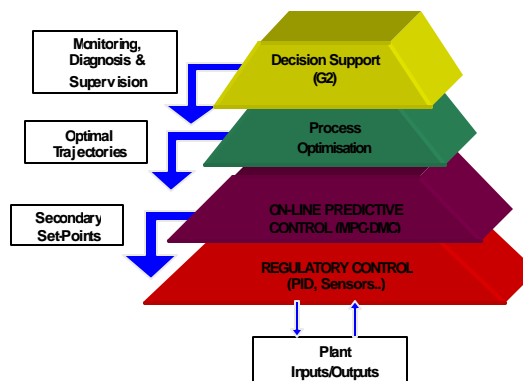 Monitoring,
Diagnosis &
Supervision
Decision Support
(G2)
Optimal
Trajectories
Process
Optimisation
Secondary
Set-Points
ON-LINE PREDICTIVE
CONTROL (MPC-DMC)
REGULATORY CONTROL
(PID, Sensors..)
Plant
Inputs/Outputs